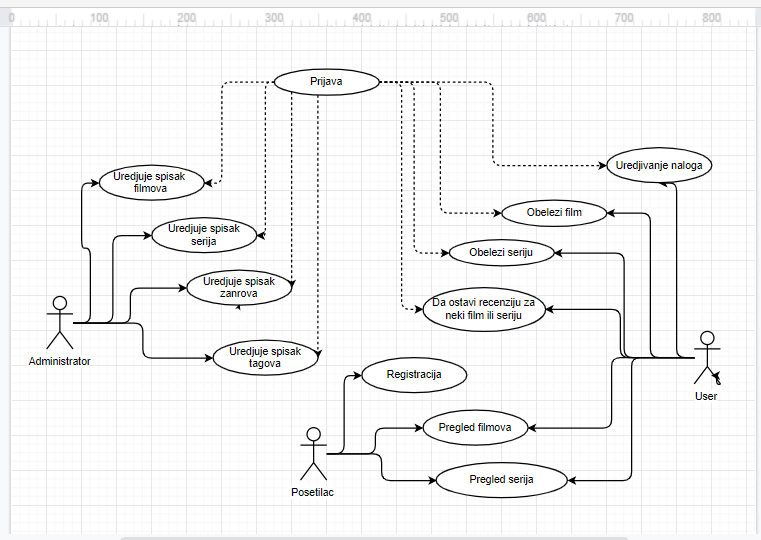 0 100 200 300 400 500 600 700 800
Prijava
Uredjuje spisak
filmova
Uredjivanje naloga
Obelezi film
Uredjuje spisak
serija
Obelezi seriju
Uredjuje spisak
zanrova
Da ostavi recenziju za
neki film ili seriju
Administrator
Uredjuje spisak
tagova
Registracija
User
Pregled filmova
Pregled serija
Posetilac